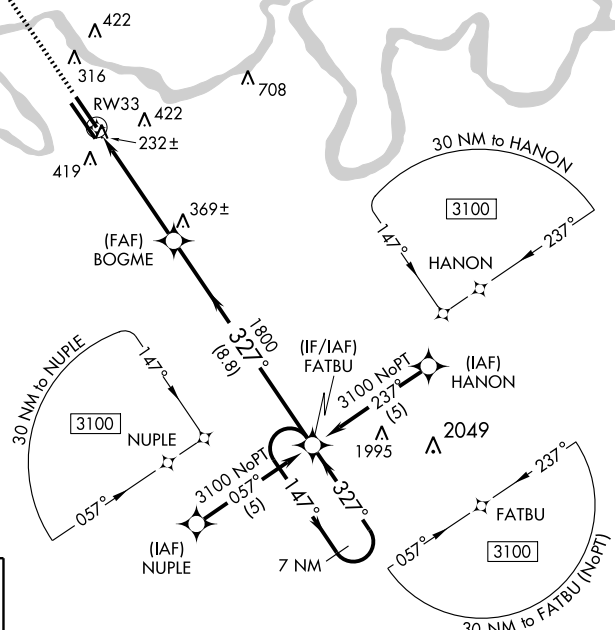 422
316
708
RW33
422
232±
419
30 NM to HANON
3100
147°
237°
HANON
369±
(FAF)
BOGME
1800
327°
(8.8)
(IF/IAF)
FATBU
(IAF)
HANON
3100 NoPT
237°
(5)
30 NM to NUPLE
147°
3100
NUPLE
057°
1995
2049
3100 NoPT
057°
(5)
147°
327°
(IAF)
NUPLE
7 NM
237°
FATBU
057°
3100
30 NM to FATBU (NoPT)